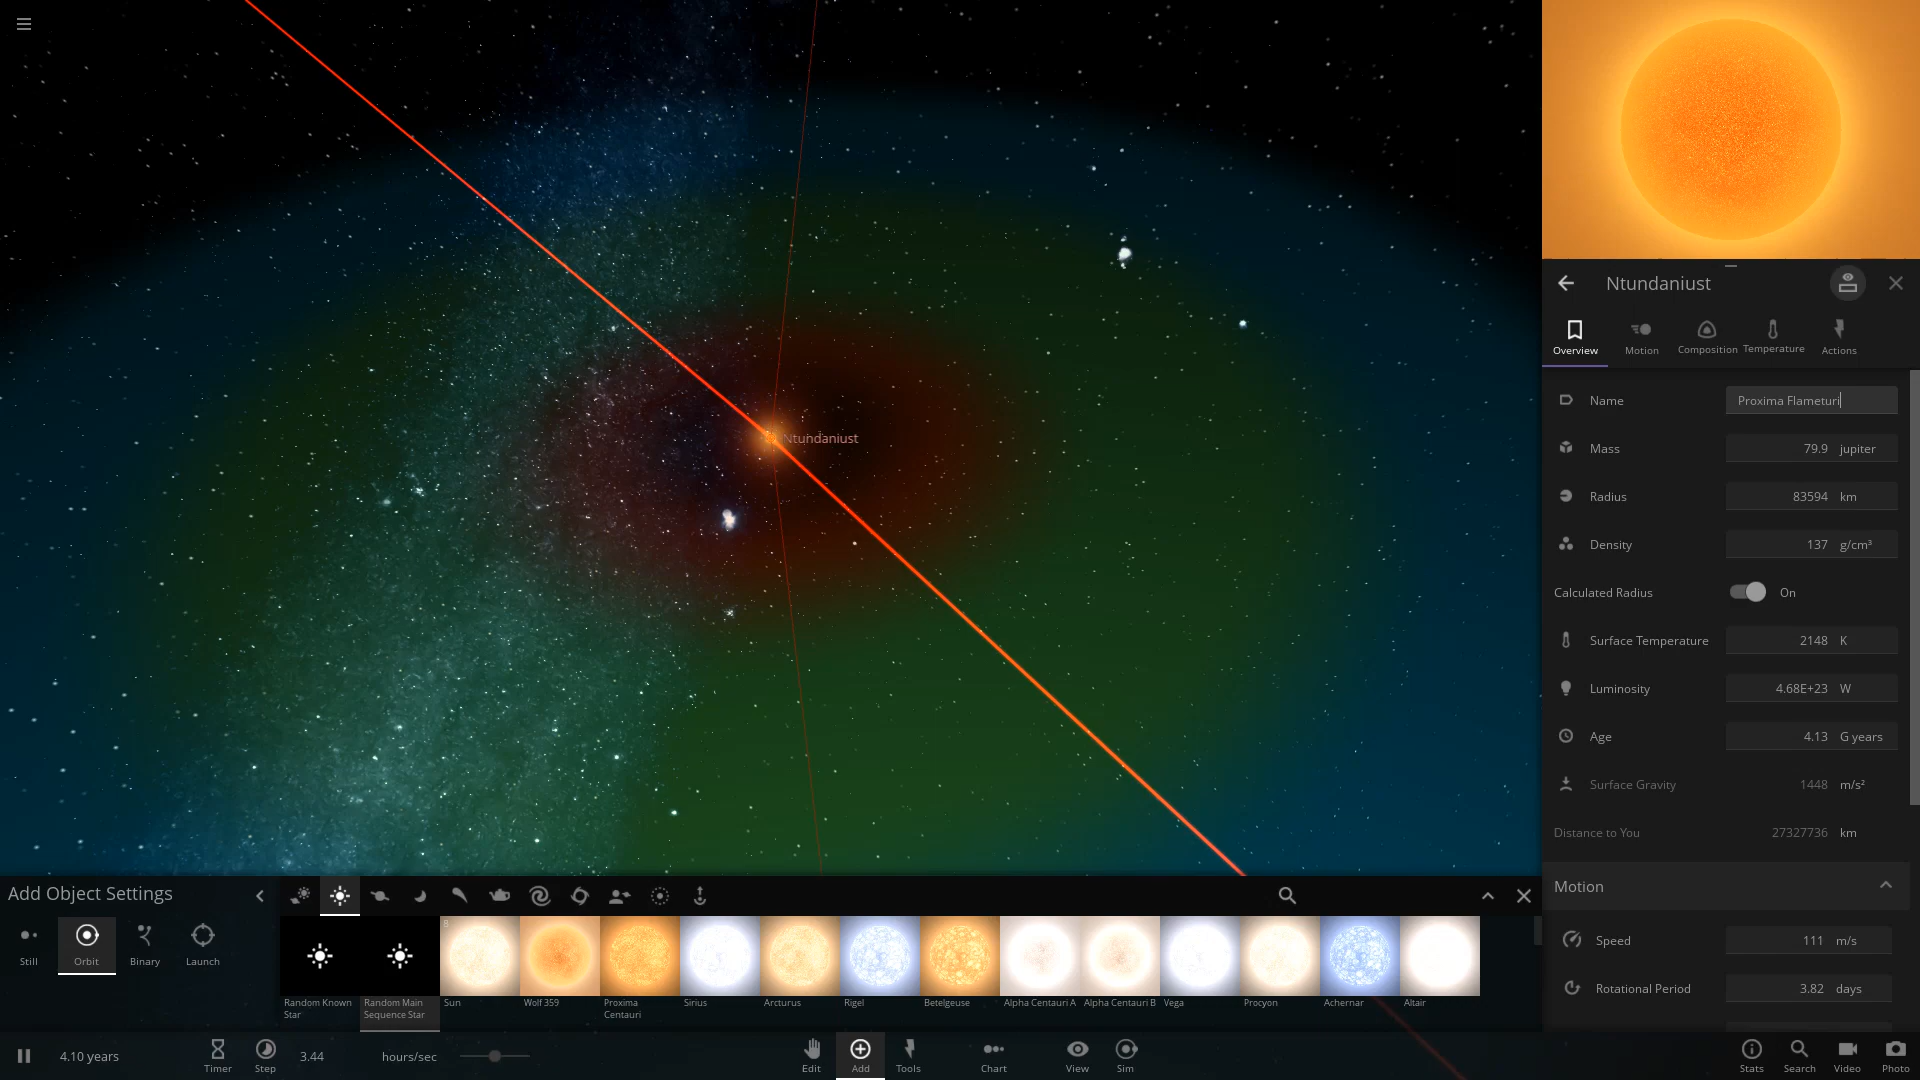 Ntundaniust
Ntundaniust
Overview
Motion
Composition
Temperature
Actions
Name
Proxima Flameturi
Mass
79.9 jupiter
Radius
83594 km
Density
137 g/cm³
Calculated Radius
On
Surface Temperature
2148 K
Luminosity
4.68E+23 W
Age
4.13 G years
Surface Gravity
1448 m/s²
Distance to You
27327736 km
Motion
Speed
111 m/s
Rotational Period
3.82 days
Add Object Settings
Still
Orbit
Binary
Launch
8
Random Known
Star
Random Main
Sequence Star
Sun
Wolf 359
Proxima
Centauri
Sirius
Arcturus
Rigel
Betelgeuse
Alpha Centauri A
Alpha Centauri B
Vega
Procyon
Achernar
Altair
4.10 years
Timer
Step
3.44
hours/sec
Edit
Add
Tools
Chart
View
Sim
Stats
Search
Video
Photo